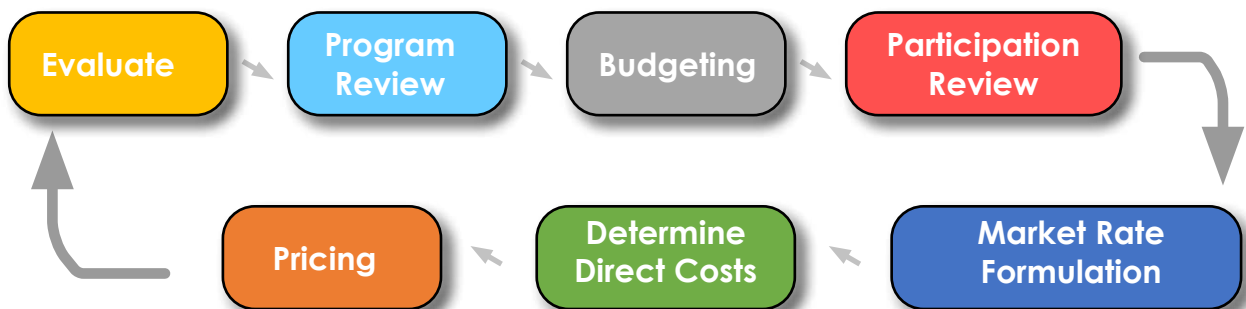 Evaluate
Program
Review
Budgeting
Participation
Review
Market Rate
Formulation
Determine
Direct Costs
Pricing